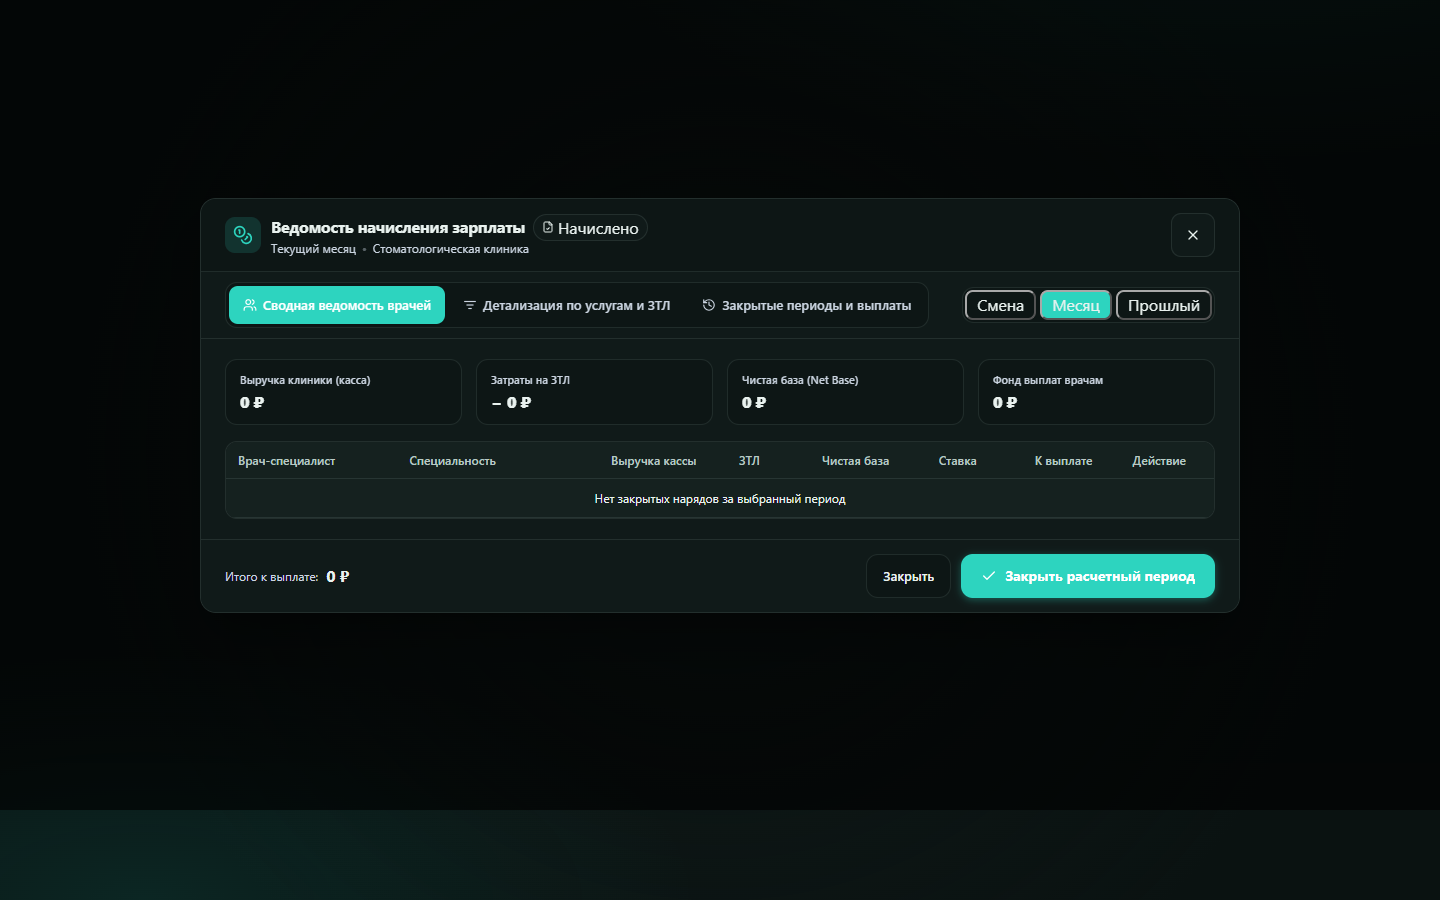 Ведомость начисления зарплаты Начислено
Текущий месяц • Стоматологическая клиника
Сводная ведомость врачей Детализация по услугам и ЗТЛ Закрытые периоды и выплаты Смена Месяц Прошлый
Выручка клиники (касса) Затраты на ЗТЛ Чистая база (Net Base) Фонд выплат врачам
0 ₽ – 0 ₽ 0 ₽ 0 ₽
Врач-специалист Специальность Выручка кассы ЗТЛ Чистая база Ставка К выплате Действие
Нет закрытых нарядов за выбранный период
Итого к выплате: 0 ₽ Закрыть Закрыть расчетный период